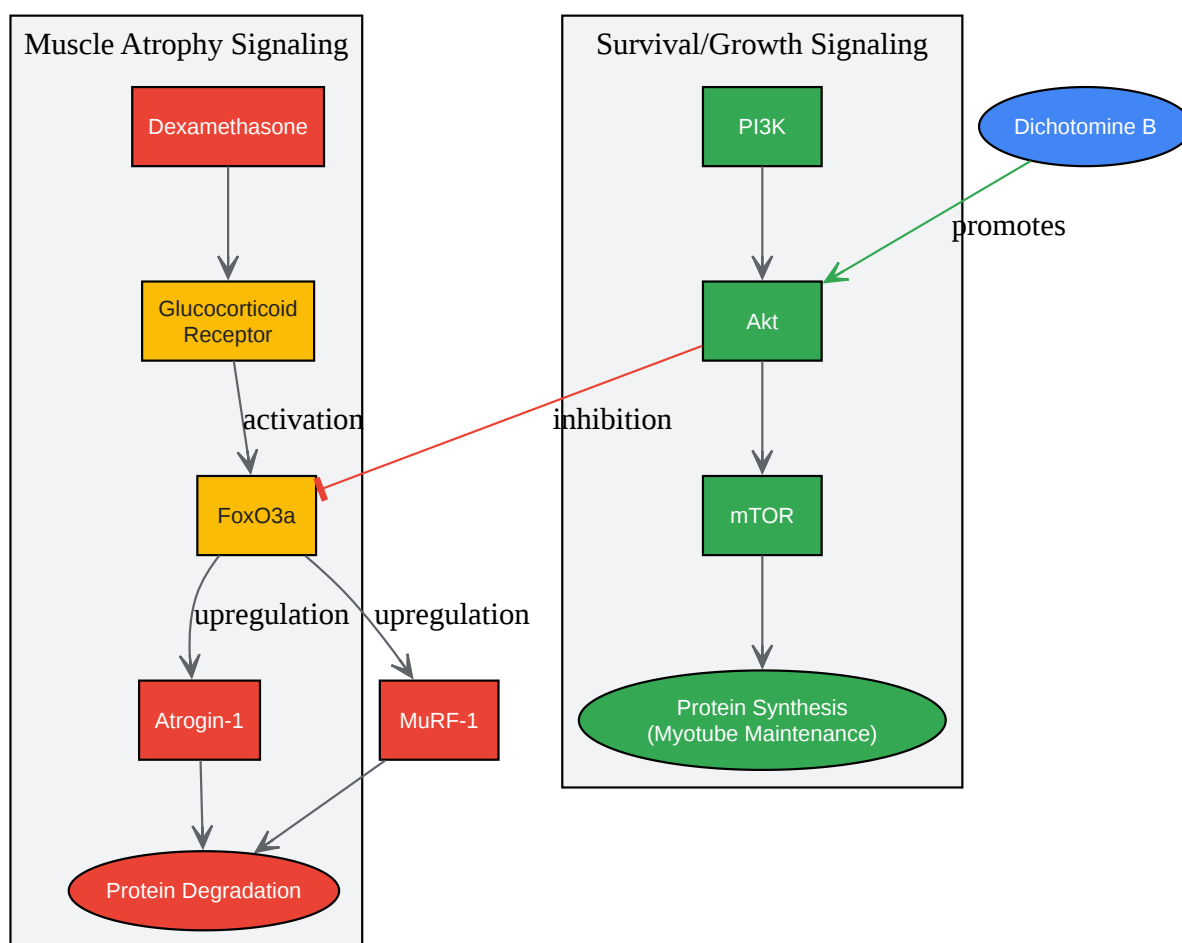 Muscle Atrophy Signaling
Survival/Growth Signaling
Dexamethasone
PI3K
Dichotomine B
promotes
Glucocorticoid
Receptor
Akt
activation
inhibition
FoxO3a
mTOR
upregulation
upregulation
Atrogin-1
MuRF-1
Protein Synthesis
(Myotube Maintenance)
Protein Degradation